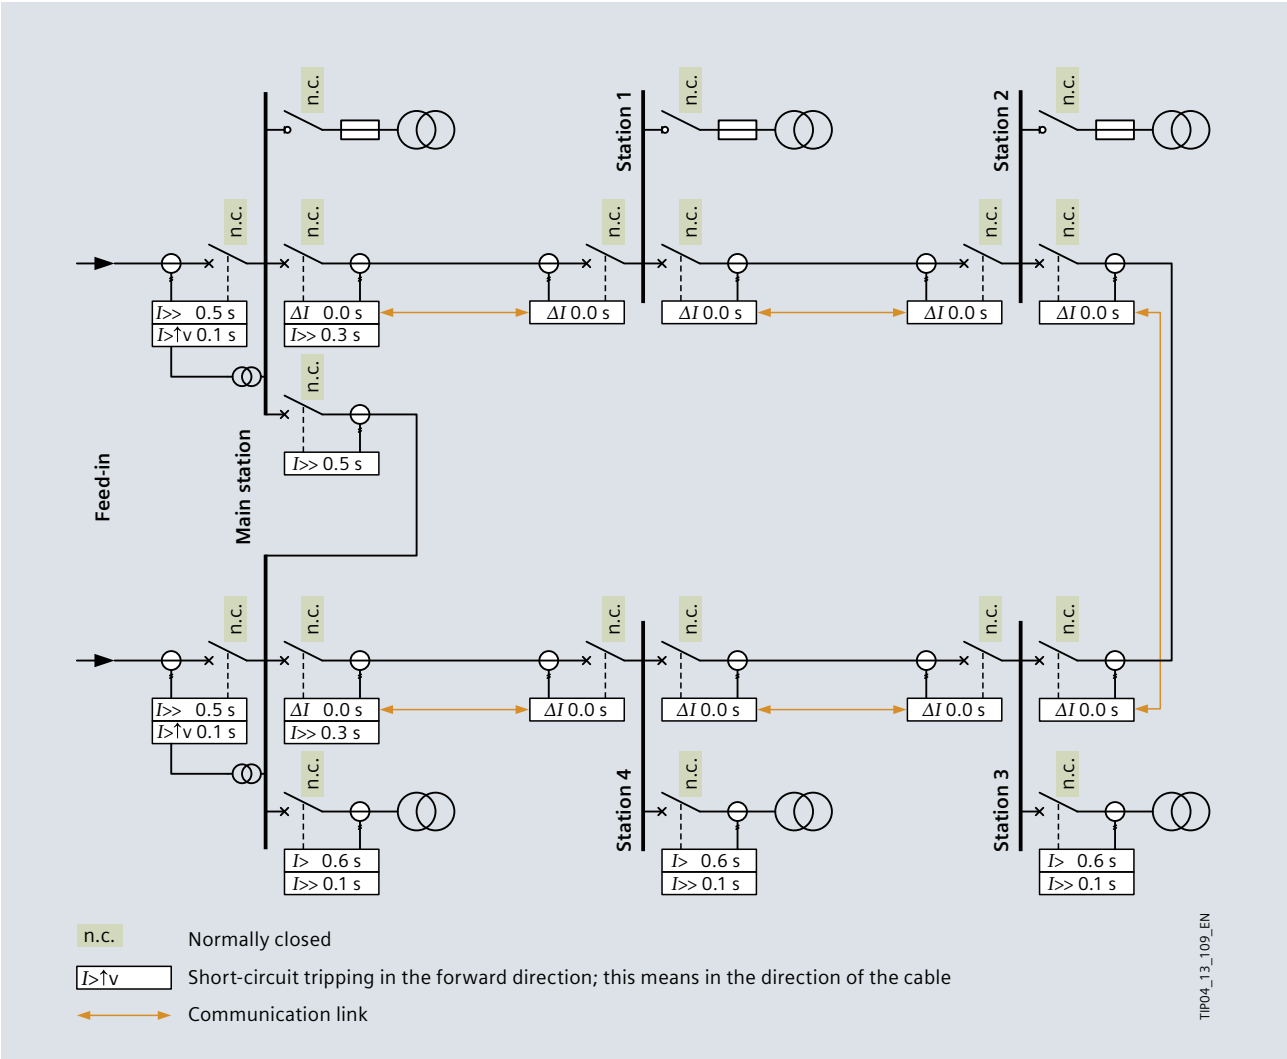 n.c.
n.c.
n.c.
Station 1
Station 2
n.c.
n.c.
n.c.
n.c.
n.c.
n.c.
I>> 0.5 s
I>↑v 0.1 s
ΔI 0.0 s
I>> 0.3 s
ΔI 0.0 s
ΔI 0.0 s
ΔI 0.0 s
ΔI 0.0 s
n.c.
I>> 0.5 s
Feed-in
Main station
n.c.
n.c.
n.c.
n.c.
n.c.
n.c.
I>> 0.5 s
I>↑v 0.1 s
ΔI 0.0 s
I>> 0.3 s
ΔI 0.0 s
ΔI 0.0 s
ΔI 0.0 s
ΔI 0.0 s
n.c.
Station 4
n.c.
Station 3
n.c.
I> 0.6 s
I>> 0.1 s
I> 0.6 s
I>> 0.1 s
I> 0.6 s
I>> 0.1 s
n.c. Normally closed
I>↑v Short-circuit tripping in the forward direction; this means in the direction of the cable
Communication link
TIP04_13_109_EN